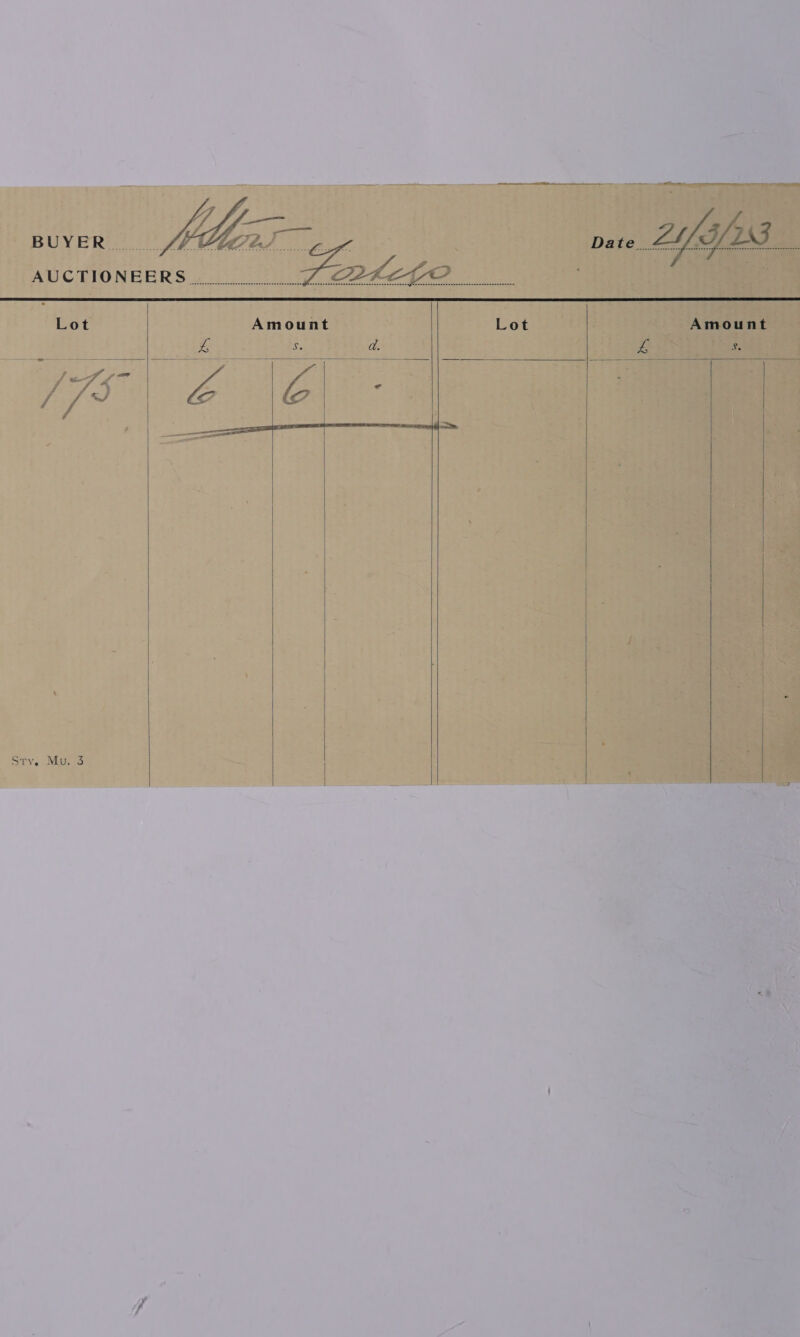 BUYER
Date 21/3/23
AUCTIONEERS
Lot Amount Lot Amount
£ s. d. £ s.
175 6 6 -
Sty. Mu. 3